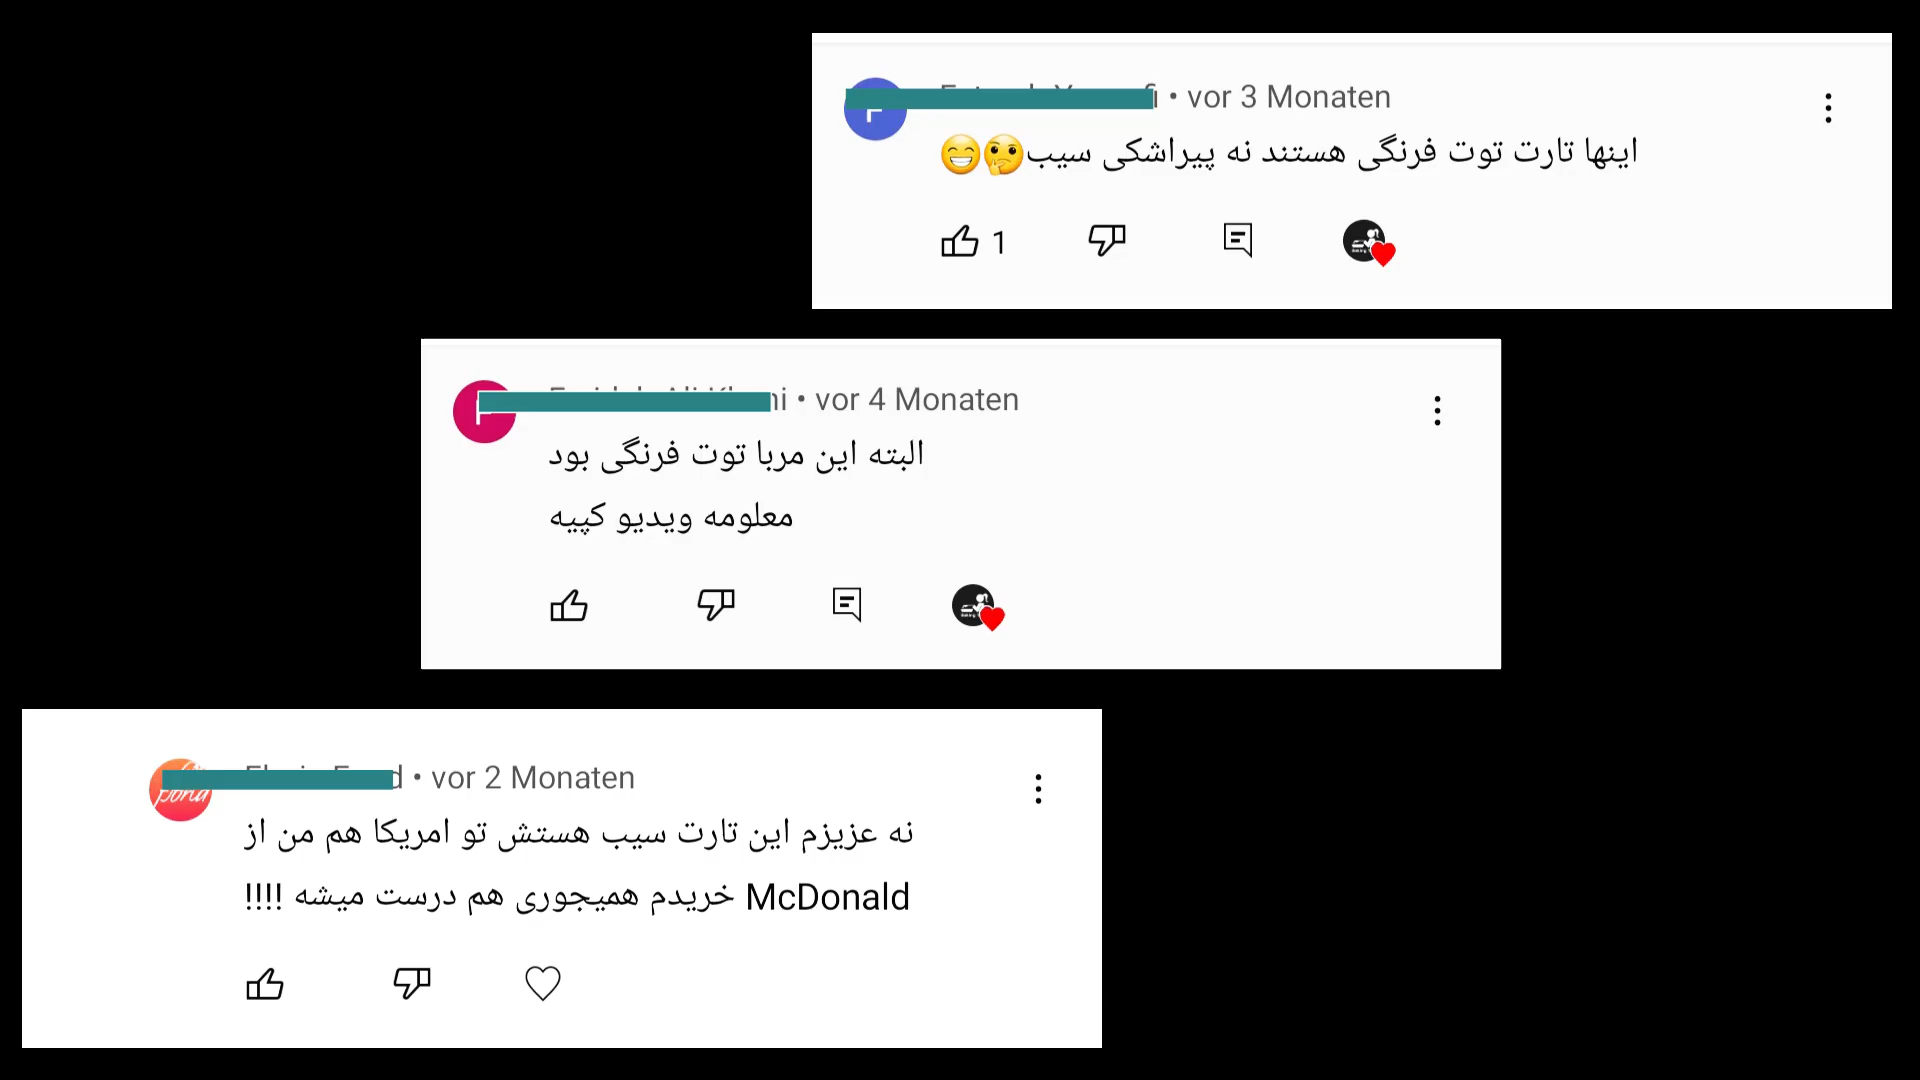 vor 3 Monaten
اینها تارت توت فرنگی هستند نه پیراشکی سیب🤔😁
1
vor 4 Monaten
البته این مربا توت فرنگی بود
معلومه ویدیو کپیه
vor 2 Monaten
نه عزیزم این تارت سیب هستش تو امریکا هم من از
McDonald خریدم همیجوری هم درست میشه !!!!